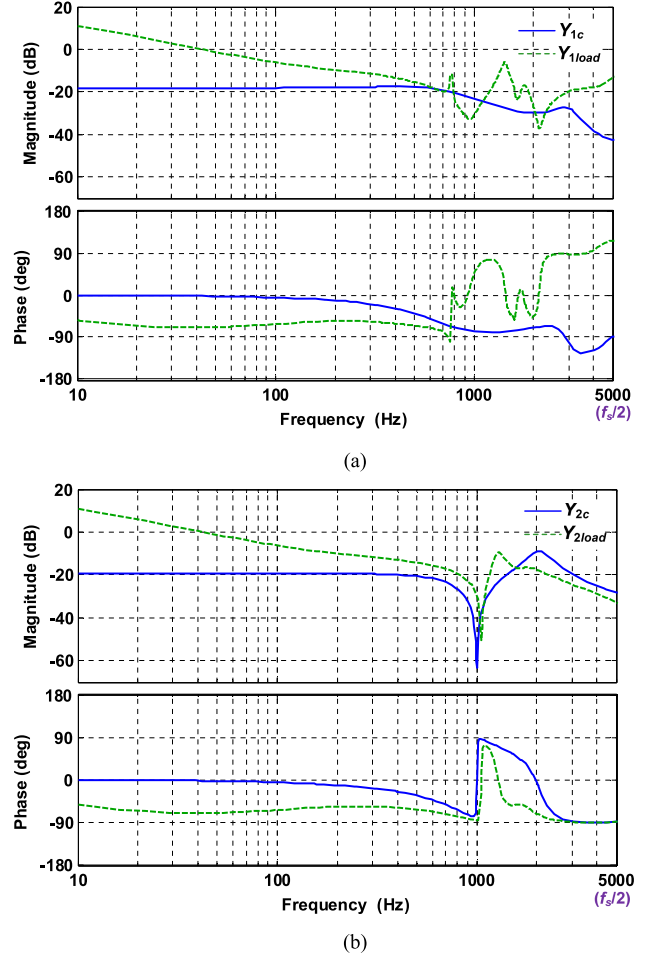 20
0
-20
-40
-60
Magnitude (dB)
Y1c
Y1load
180
90
0
-90
-180
Phase (deg)
10
100
1000
5000
Frequency (Hz)
(fs/2)
(a)
20
0
-20
-40
-60
Magnitude (dB)
Y2c
Y2load
180
90
0
-90
-180
Phase (deg)
10
100
1000
5000
Frequency (Hz)
(fs/2)
(b)